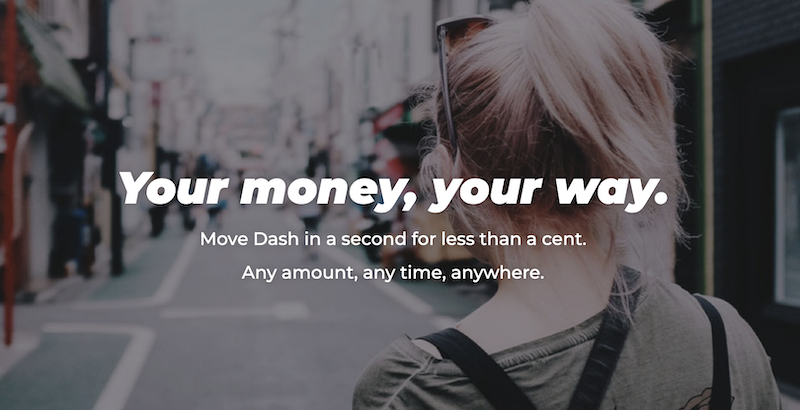 Your money, your way.
Move Dash in a second for less than a cent.
Any amount, any time, anywhere.